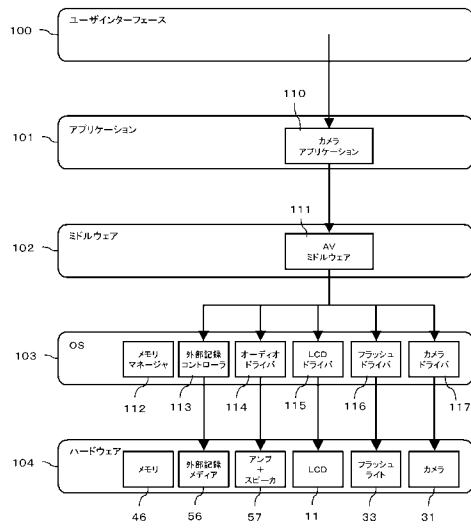 ユーザインターフェース
100
110
アプリケーション
101
カメラ
アプリケーション
111
ミドルウェア
102
AV
ミドルウェア
OS
103
メモリ
マネージャ
外部記録
コントローラ
オーディオ
ドライバ
LCD
ドライバ
フラッシュ
ドライバ
カメラ
ドライバ
112
113
114
115
116
117
ハードウェア
104
メモリ
外部記録
メディア
アンプ
+
スピーカ
LCD
フラッシュ
ライト
カメラ
46
56
57
11
33
31